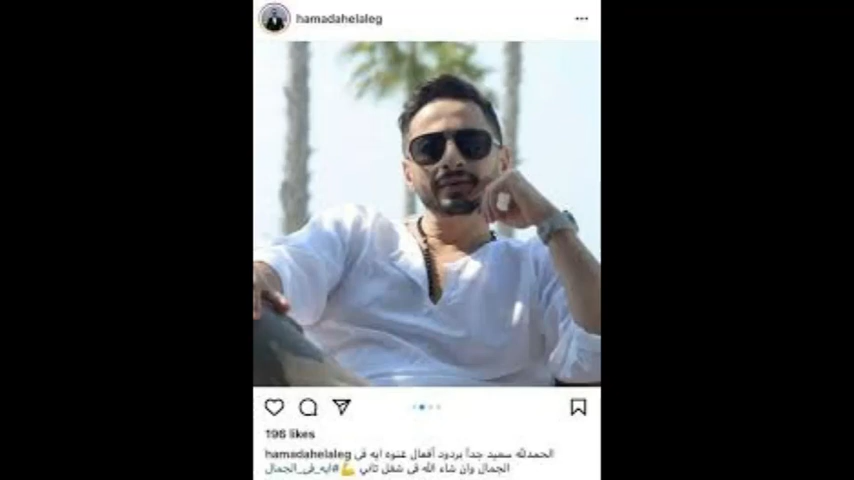 hamadahelaleg
196 likes
hamadahelaleg الحمدلله سعيد جداً بردود أفعال غنوه ايه فى
الجمال وان شاء الله فى شغل تاني 💪 #ايه_فى_الجمال